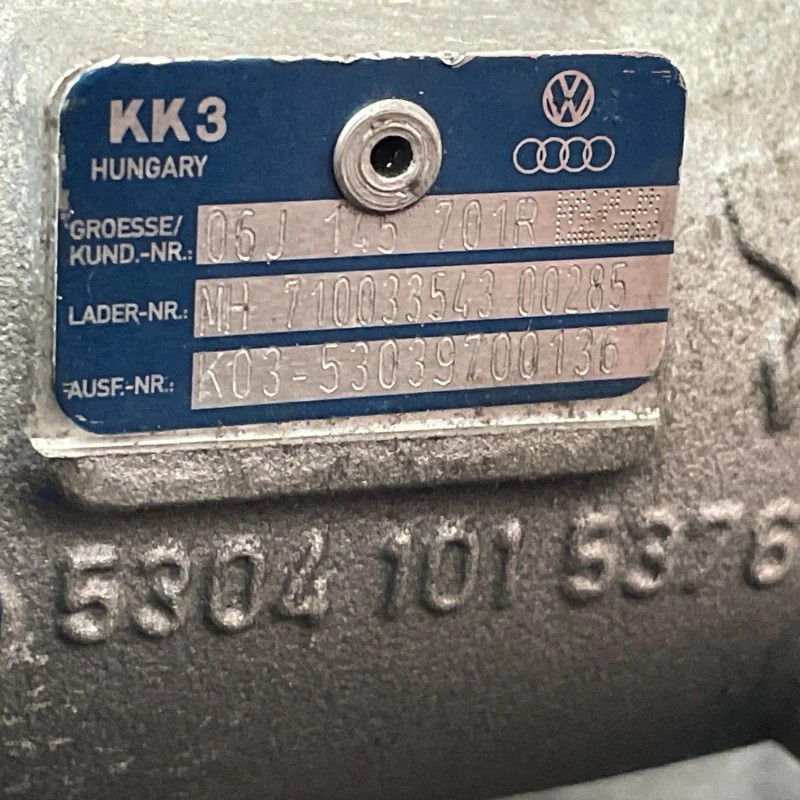 KK3
HUNGARY
GROESSE/
KUND.-NR.: 06J 145 701R
LADER-NR.: MH 710033543 00285
AUSF.-NR.: K03-53039700136
5304 101 5376